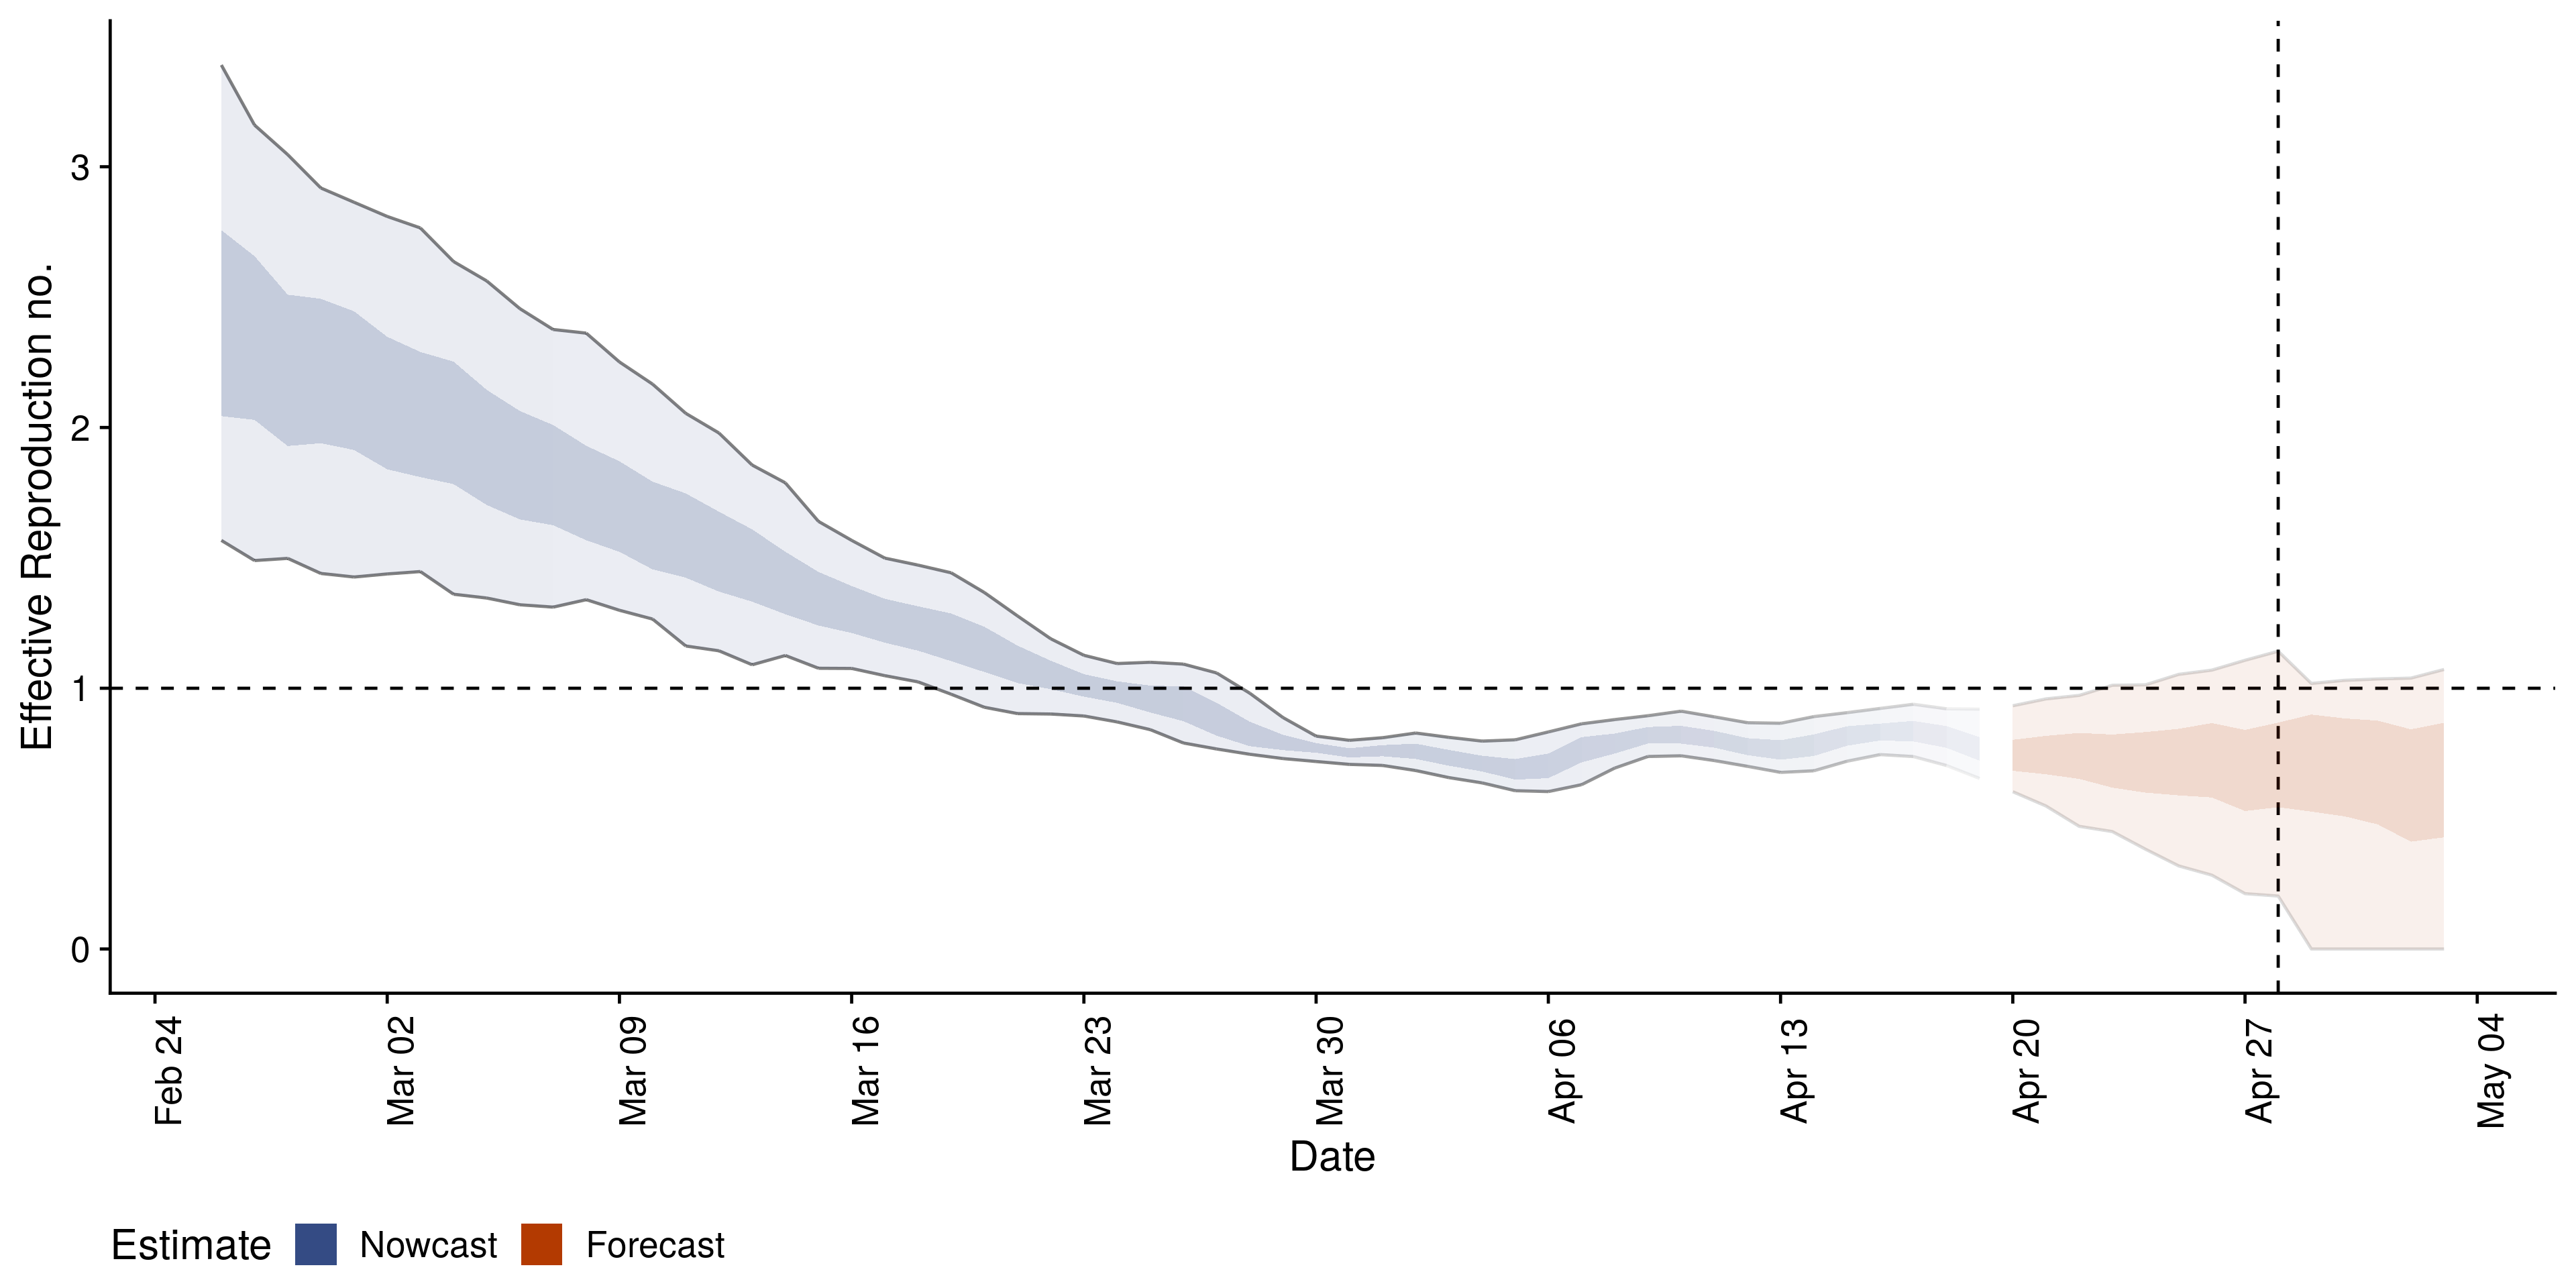 Effective Reproduction no.
3
2
1
0
Feb 24
Mar 02
Mar 09
Mar 16
Mar 23
Mar 30
Apr 06
Apr 13
Apr 20
Apr 27
May 04
Date
Estimate Nowcast Forecast